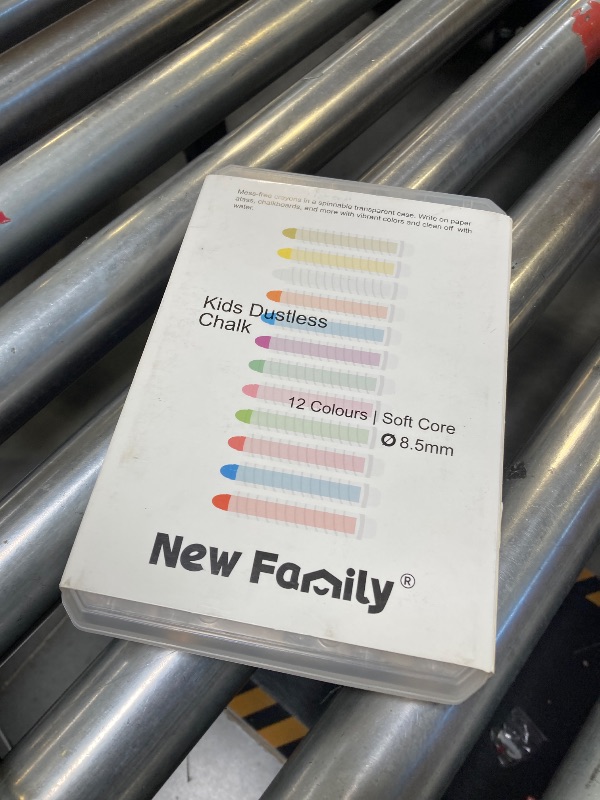 Mess-free crayons in a spinnable transparent case. Write on paper
glass, chalkboards, and more with vibrant colors and clean off with
water.
Kids Dustless
Chalk
12 Colours | Soft Core
Ø 8.5mm
New Family®